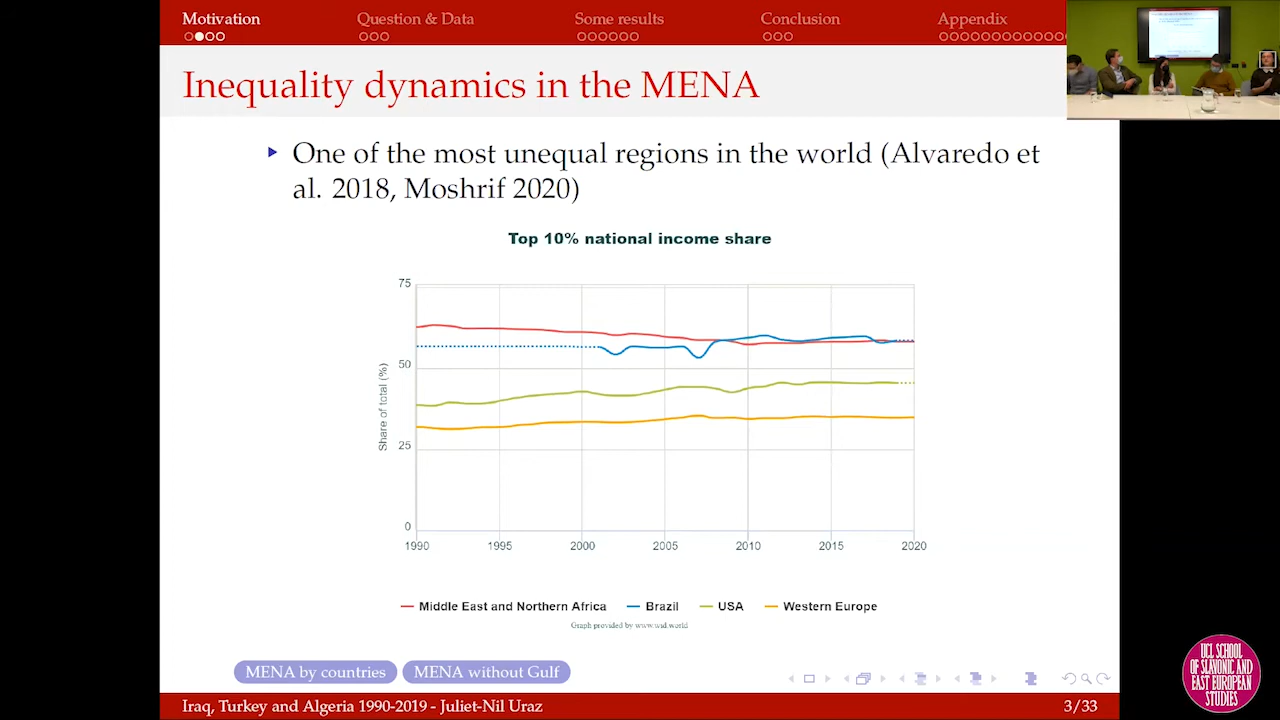 Motivation
Question & Data
Some results
Conclusion
Appendix
Inequality dynamics in the MENA
One of the most unequal regions in the world (Alvaredo et
al. 2018, Moshrif 2020)
Top 10% national income share
Share of total (%)
75
50
25
0
1990 1995 2000 2005 2010 2015 2020
Middle East and Northern Africa Brazil USA Western Europe
Graph provided by www.wid.world
MENA by countries MENA without Gulf
Iraq, Turkey and Algeria 1990-2019 - Juliet-Nil Uraz 3/33
UCL SCHOOL
OF SLAVONIC AND
EAST EUROPEAN
STUDIES